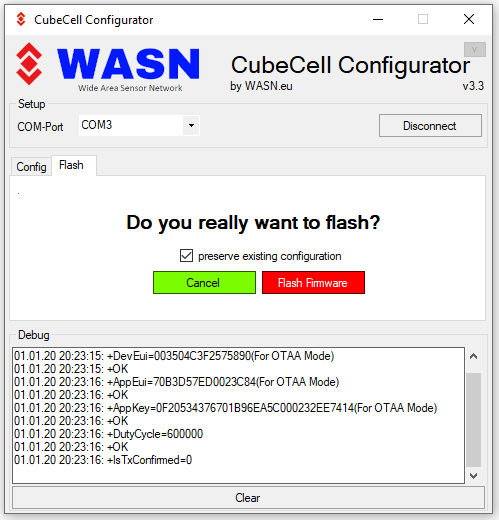 CubeCell Configurator
WASN
Wide Area Sensor Network
CubeCell Configurator
by WASN.eu
v3.3
v
Setup
COM-Port
COM3
Disconnect
Config
Flash
.
Do you really want to flash?
preserve existing configuration
Cancel
Flash Firmware
Debug
01.01.20 20:23:15: +DevEui=003504C3F2575890(For OTAA Mode)
01.01.20 20:23:15: +OK
01.01.20 20:23:16: +AppEui=70B3D57ED0023C84(For OTAA Mode)
01.01.20 20:23:16: +OK
01.01.20 20:23:16: +AppKey=0F20534376701B96EA5C000232EE7414(For OTAA Mode)
01.01.20 20:23:16: +OK
01.01.20 20:23:16: +DutyCycle=600000
01.01.20 20:23:16: +OK
01.01.20 20:23:16: +IsTxConfirmed=0
Clear